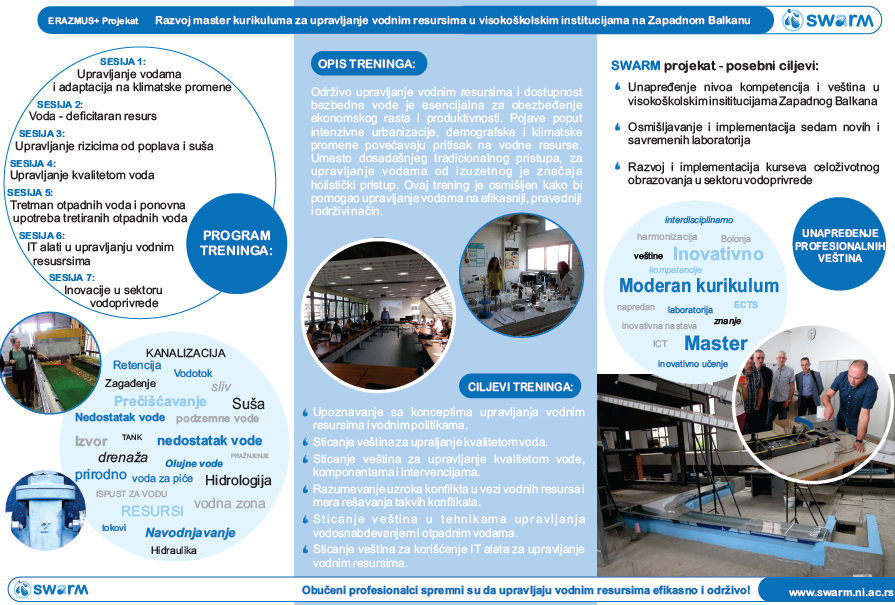 ERAZMUS+ Projekat Razvoj master kurikuluma za upravljanje vodnim resursima u visokoškolskim institucijama na Zapadnom Balkanu
swarm
SESIJA 1:
Upravljanje vodama
i adaptacija na klimatske promene
SESIJA 2:
Voda - deficitaran resurs
SESIJA 3:
Upravljanje rizicima od poplava i suša
SESIJA 4:
Upravljanje kvalitetom voda
SESIJA 5:
Tretman otpadnih voda i ponovna
upotreba tretiranih otpadnih voda
SESIJA 6:
IT alati u upravljanju vodnim
resusrsima
SESIJA 7:
Inovacije u sektoru
vodoprivrede
PROGRAM
TRENINGA:
KANALIZACIJA
Retencija
Vodotok
Zagađenje
sliv
Prečišćavanje
Suša
Nedostatak vode
podzemne vode
Izvor
TANK
nedostatak vode
drenaža
Olujne vode
PRAŽNJENJE
prirodno
voda za piće
Hidrologija
ISPUST ZA VODU
RESURSI
vodna zona
tokovi
Navodnjavanje
Hidraulika
OPIS TRENINGA:
Održivo upravljanje vodnim resursima i dostupnost
bezbedne vode je esencijalna za obezbeđenje
ekonomskog rasta i produktivnosti. Pojave poput
intenzivne urbanizacije, demografske i klimatske
promene povećavaju pritisak na vodne resurse.
Umesto dosadašnjeg tradicionalnog pristupa, za
upravljanje vodama od izuzetnog je značaja
holistički pristup. Ovaj trening je osmišljen kako bi
pomogao upravljanje vodama na efikasniji, pravedniji
i održivi način.
CILJEVI TRENINGA:
Upoznavanje sa konceptima upravljanja vodnim
resursima i vodnim politikama.
Sticanje veština za upraljanje kvalitetom voda.
Sticanje veština za upravljanje kvalitetom vode,
komponentama i intervencijama.
Razumevanje uzroka konflikta u vezi vodnih resursa i
mera rešavanja takvih konflikata.
Sticanje veština u tehnikama upravljanja
vodosnabdevanjem i otpadnim vodama.
Sticanje veština za korišćenje IT alata za upravljanje
vodnim resursima.
SWARM projekat - posebni ciljevi:
Unapređenje nivoa kompetencija i veština u
visokoškolskim insitucijama Zapadnog Balkana
Osmišljavanje i implementacija sedam novih i
savremenih laboratorija
Razvoj i implementacija kurseva celoživotnog
obrazovanja u sektoru vodoprivrede
UNAPREĐENJE
PROFESIONALNIH
VEŠTINA
interdisciplinarno
harmonizacija
Bolonja
veštine
Inovativno
kompetencije
Moderan kurikulum
napredan
laboratorija
ECTS
znanje
inovativna nastava
ICT
Master
inovativno učenje
swarm
Obučeni profesionalci spremni su da upravljaju vodnim resursima efikasno i održivo!
www.swarm.ni.ac.rs